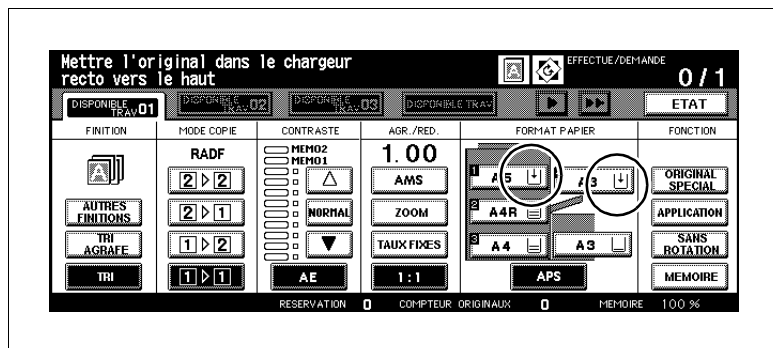 Mettre l'original dans le chargeur
recto vers le haut
EFFECTUE/DEMANDE
0/1
DISPONIBLE
TRAV 01
DISPONIBLE
TRAV 02
DISPONIBLE
TRAV 03
DISPONIBLE TRAV
ETAT
FINITION
MODE COPIE
CONTRASTE
AGR./RED.
FORMAT PAPIER
FONCTION
AUTRES
FINITIONS
TRI
AGRAFE
TRI
RADF
2 2
2 1
1 2
1 1
MEMO2
MEMO1
NORMAL
AE
1.00
AMS
ZOOM
TAUX FIXES
1:1
1
2 A4R
3 A4
A3
APS
ORIGINAL
SPECIAL
APPLICATION
SANS
ROTATION
MEMOIRE
RESERVATION 0 COMPTEUR ORIGINAUX 0 MEMOIRE 100 %